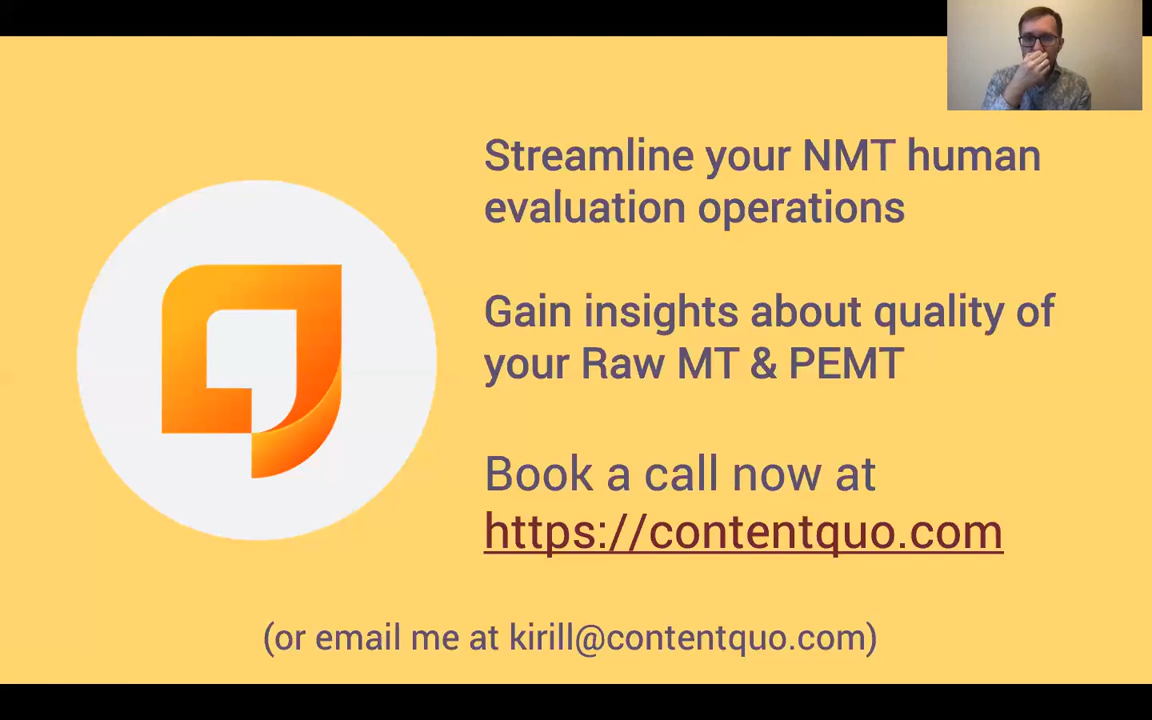 Streamline your NMT human
evaluation operations
Gain insights about quality of
your Raw MT & PEMT
Book a call now at
https://contentquo.com
(or email me at kirill@contentquo.com)